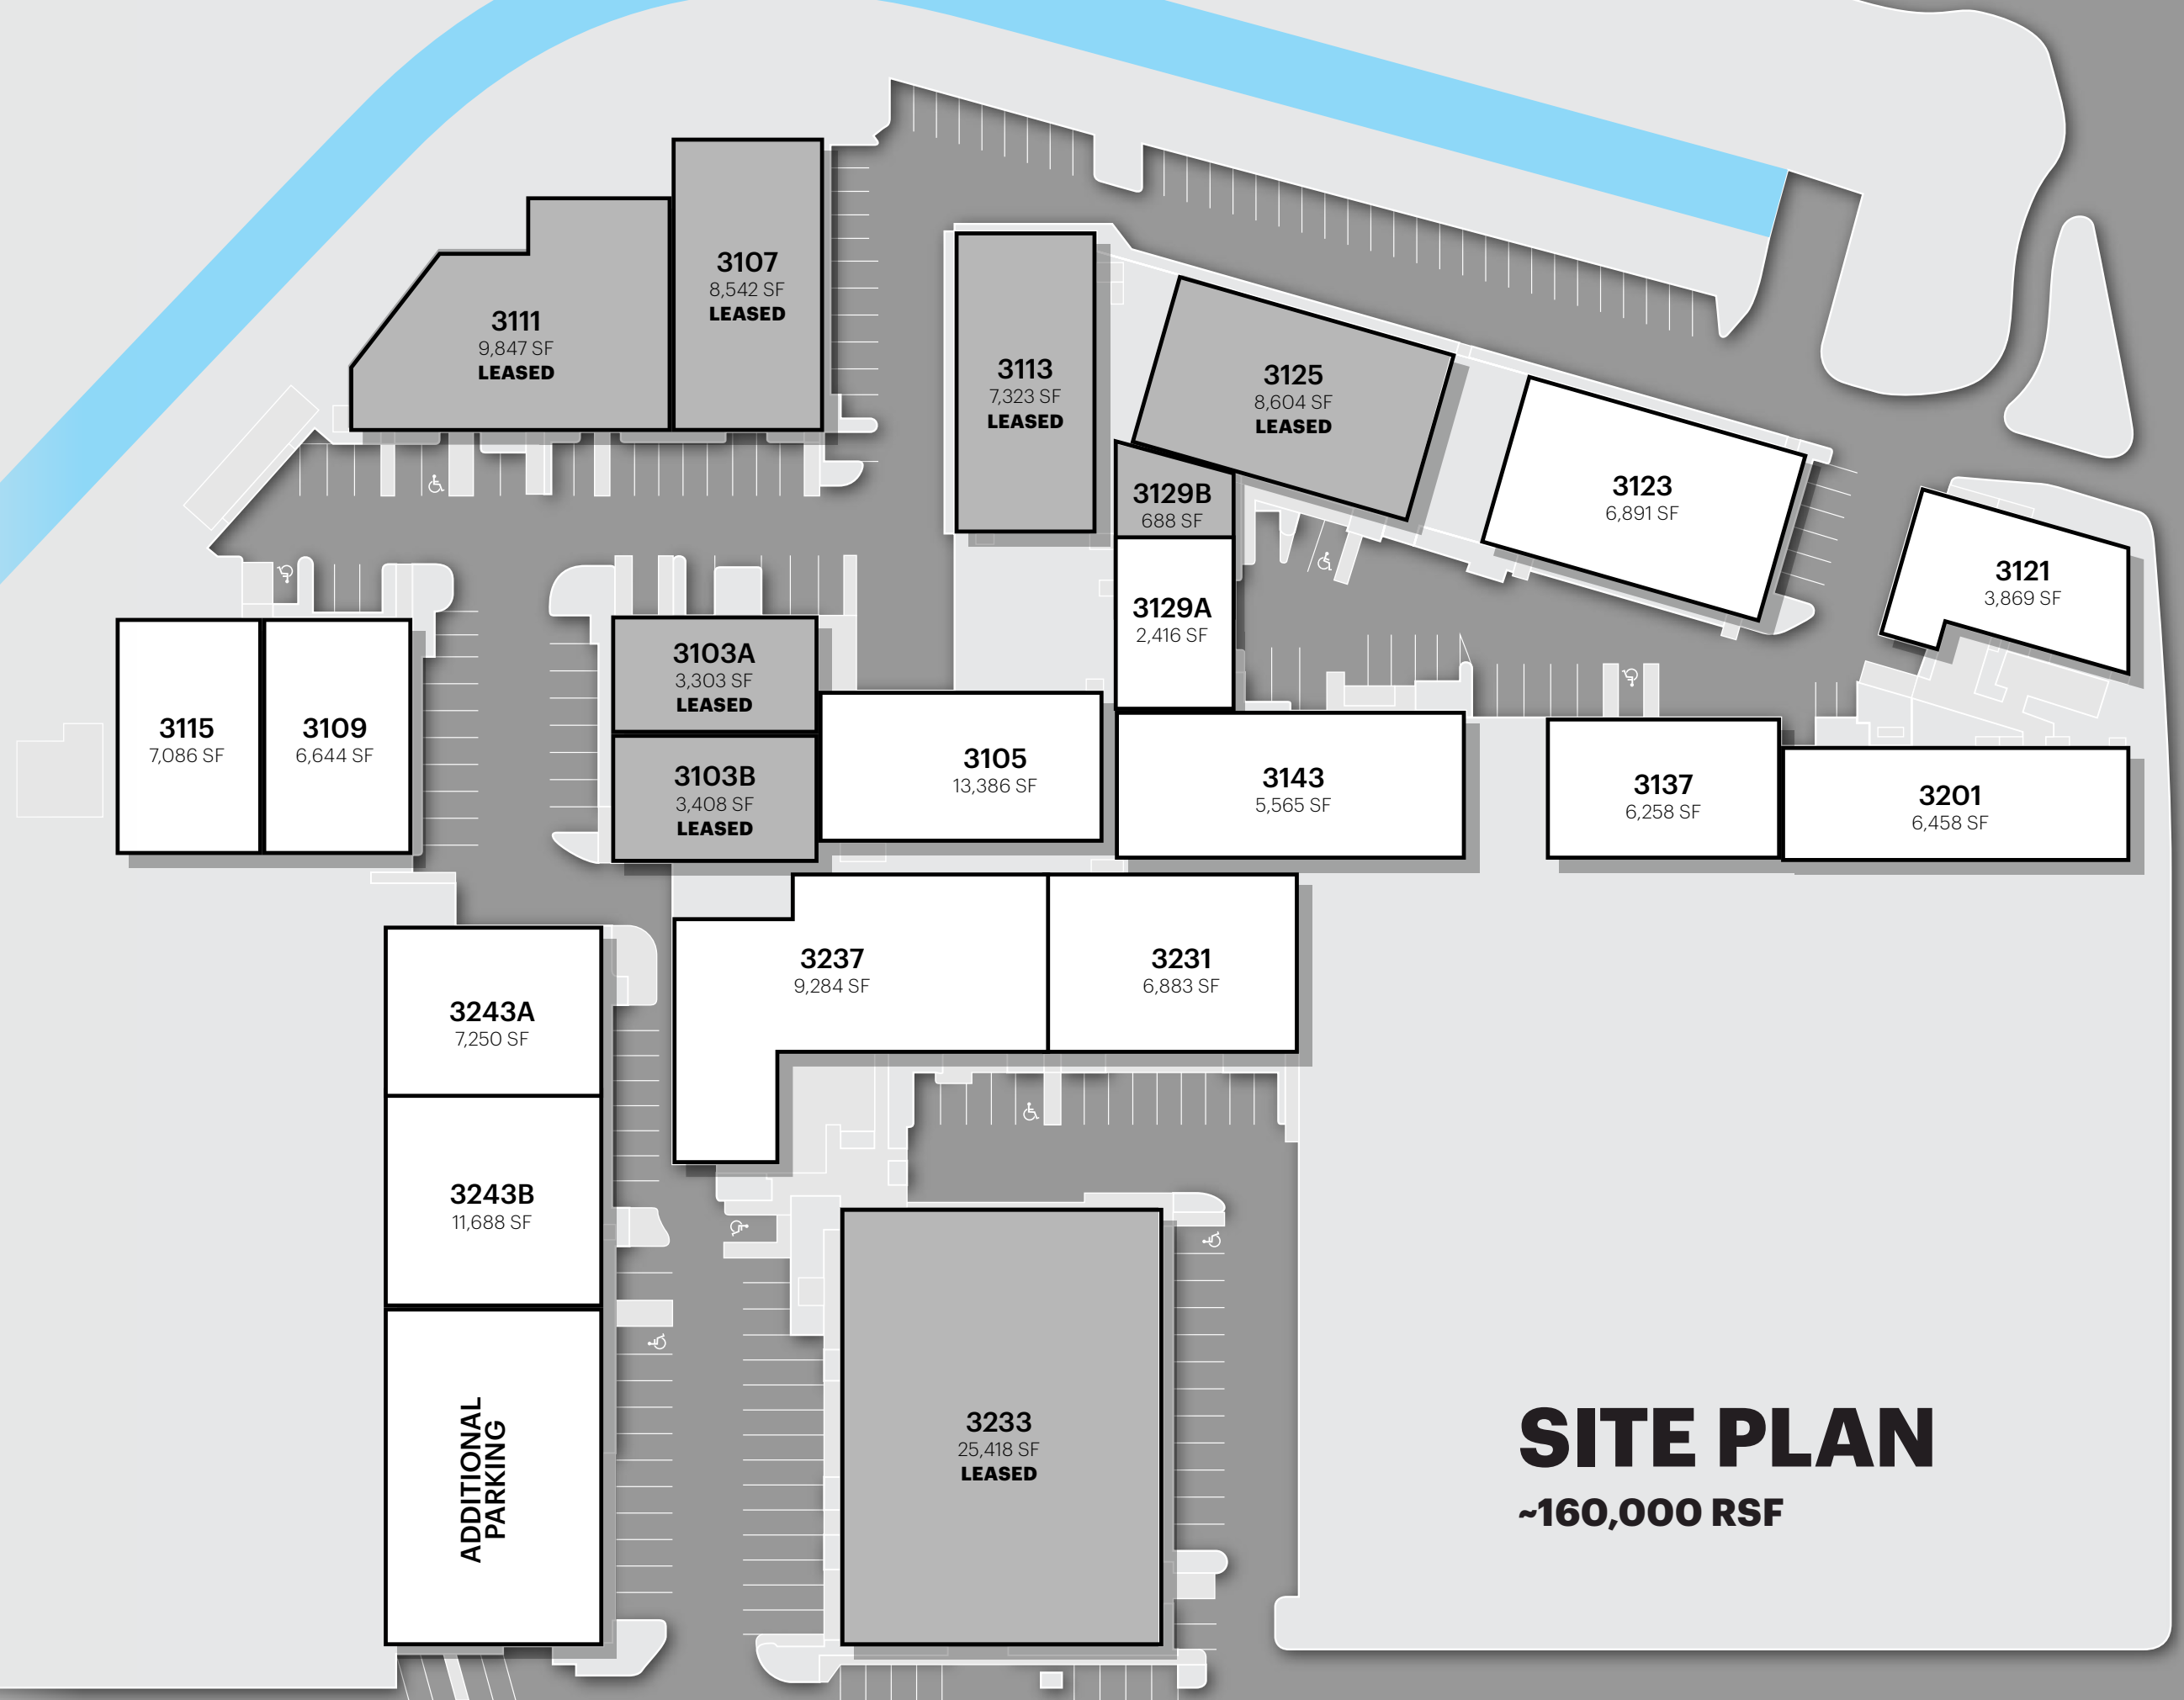 3107
8,542 SF
LEASED
3111
9,847 SF
LEASED
3113
7,323 SF
LEASED
3125
8,604 SF
LEASED
3123
6,891 SF
3129B
688 SF
3121
3,869 SF
3129A
2,416 SF
3103A
3,303 SF
LEASED
3115
7,086 SF
3109
6,644 SF
3103B
3,408 SF
LEASED
3105
13,386 SF
3143
5,565 SF
3137
6,258 SF
3201
6,458 SF
3237
9,284 SF
3231
6,883 SF
3243A
7,250 SF
3243B
11,688 SF
ADDITIONAL
PARKING
3233
25,418 SF
LEASED
SITE PLAN
~160,000 RSF